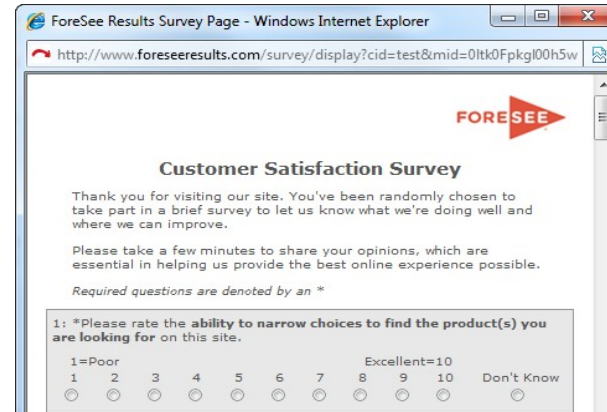 ForeSee Results Survey Page - Windows Internet Explorer
http://www.foreseeresults.com/survey/display?cid=test&mid=0ltk0Fpkgl00h5w
FORESEE
Customer Satisfaction Survey
Thank you for visiting our site. You've been randomly chosen to
take part in a brief survey to let us know what we're doing well and
where we can improve.
Please take a few minutes to share your opinions, which are
essential in helping us provide the best online experience possible.
Required questions are denoted by an *
1: *Please rate the ability to narrow choices to find the product(s) you
are looking for on this site.
1=Poor Excellent=10
1 2 3 4 5 6 7 8 9 10 Don't Know